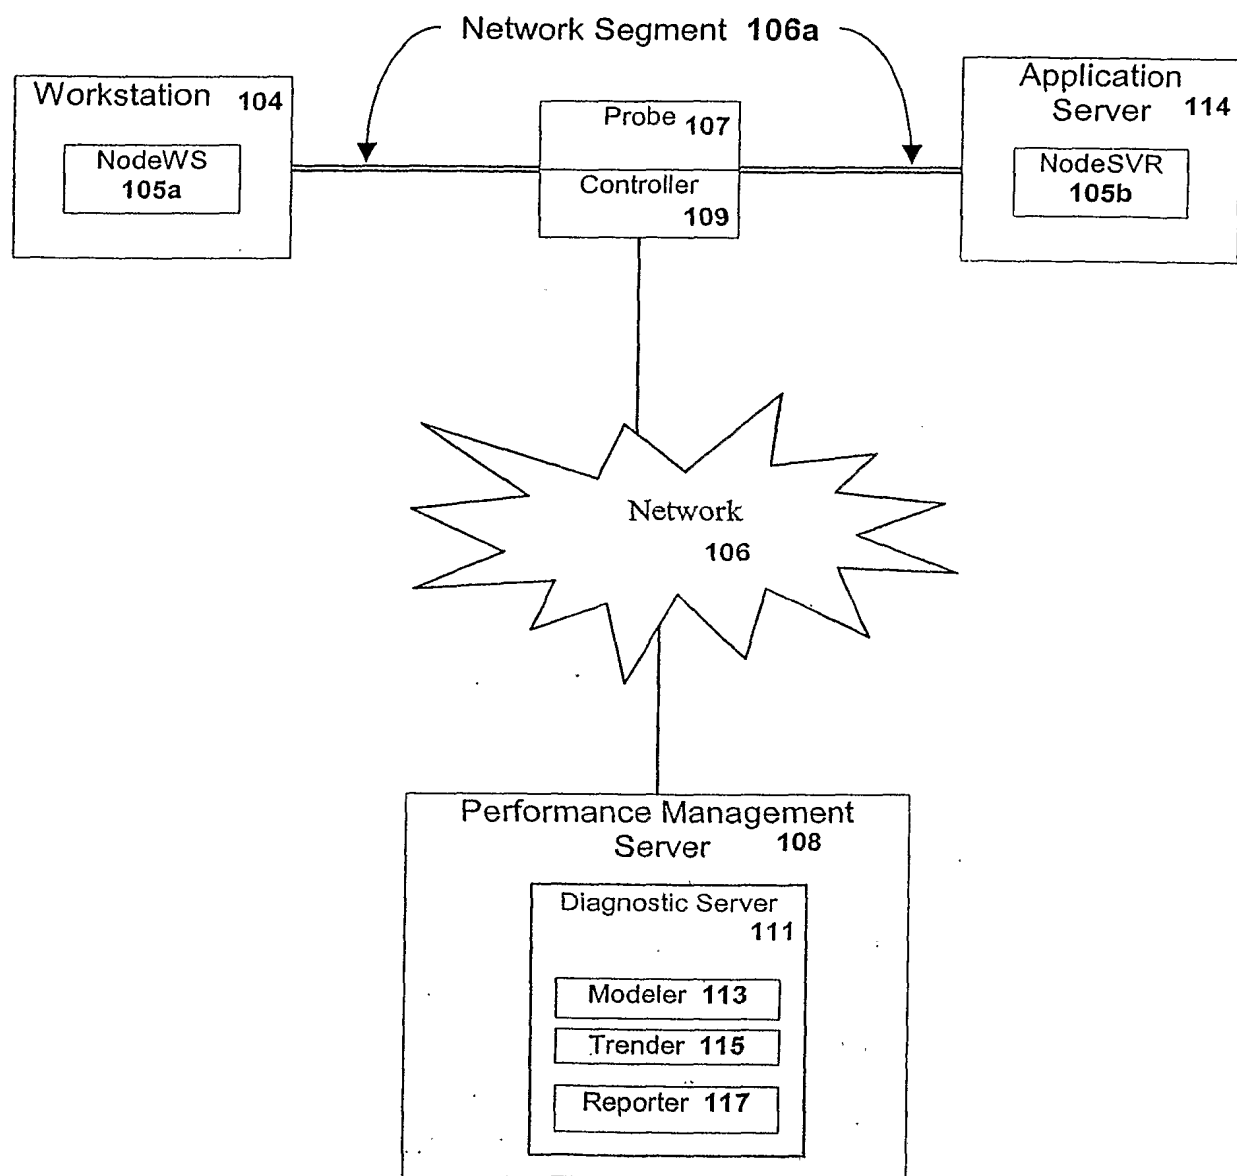 Network Segment 106a
Workstation 104
NodeWS
105a
Probe 107
Controller
109
Application
Server 114
NodeSVR
105b
Network
106
Performance Management
Server 108
Diagnostic Server
111
Modeler 113
Trender 115
Reporter 117